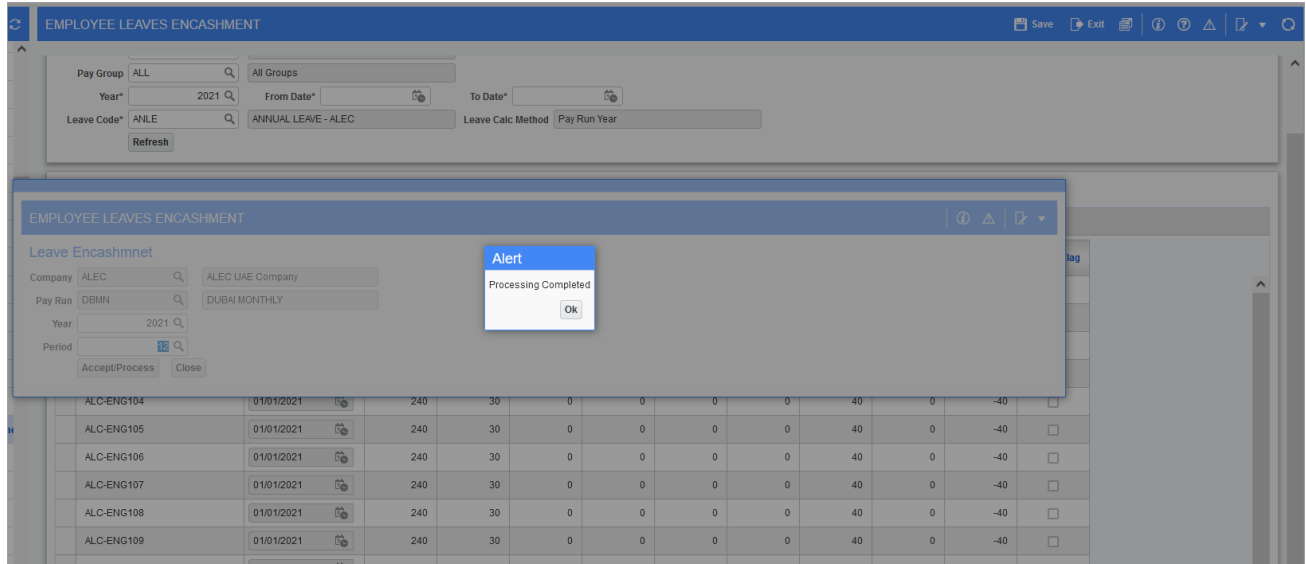 EMPLOYEE LEAVES ENCASHMENT Save Exit
Pay Group ALL All Groups
Year* 2021 From Date* To Date*
Leave Code* ANLE ANNUAL LEAVE - ALEC Leave Calc Method Pay Run Year
Refresh
EMPLOYEE LEAVES ENCASHMENT
Leave Encashmnet
Alert
lag
Company ALEC ALEC UAE Company
Processing Completed
Pay Run DBMN DUBAI MONTHLY
Ok
Year 2021
Period 12
Accept/Process Close
ALC-ENG104 01/01/2021 240 30 0 0 0 0 40 0 -40
ALC-ENG105 01/01/2021 240 30 0 0 0 0 40 0 -40
ALC-ENG106 01/01/2021 240 30 0 0 0 0 40 0 -40
ALC-ENG107 01/01/2021 240 30 0 0 0 0 40 0 -40
ALC-ENG108 01/01/2021 240 30 0 0 0 0 40 0 -40
ALC-ENG109 01/01/2021 240 30 0 0 0 0 40 0 -40